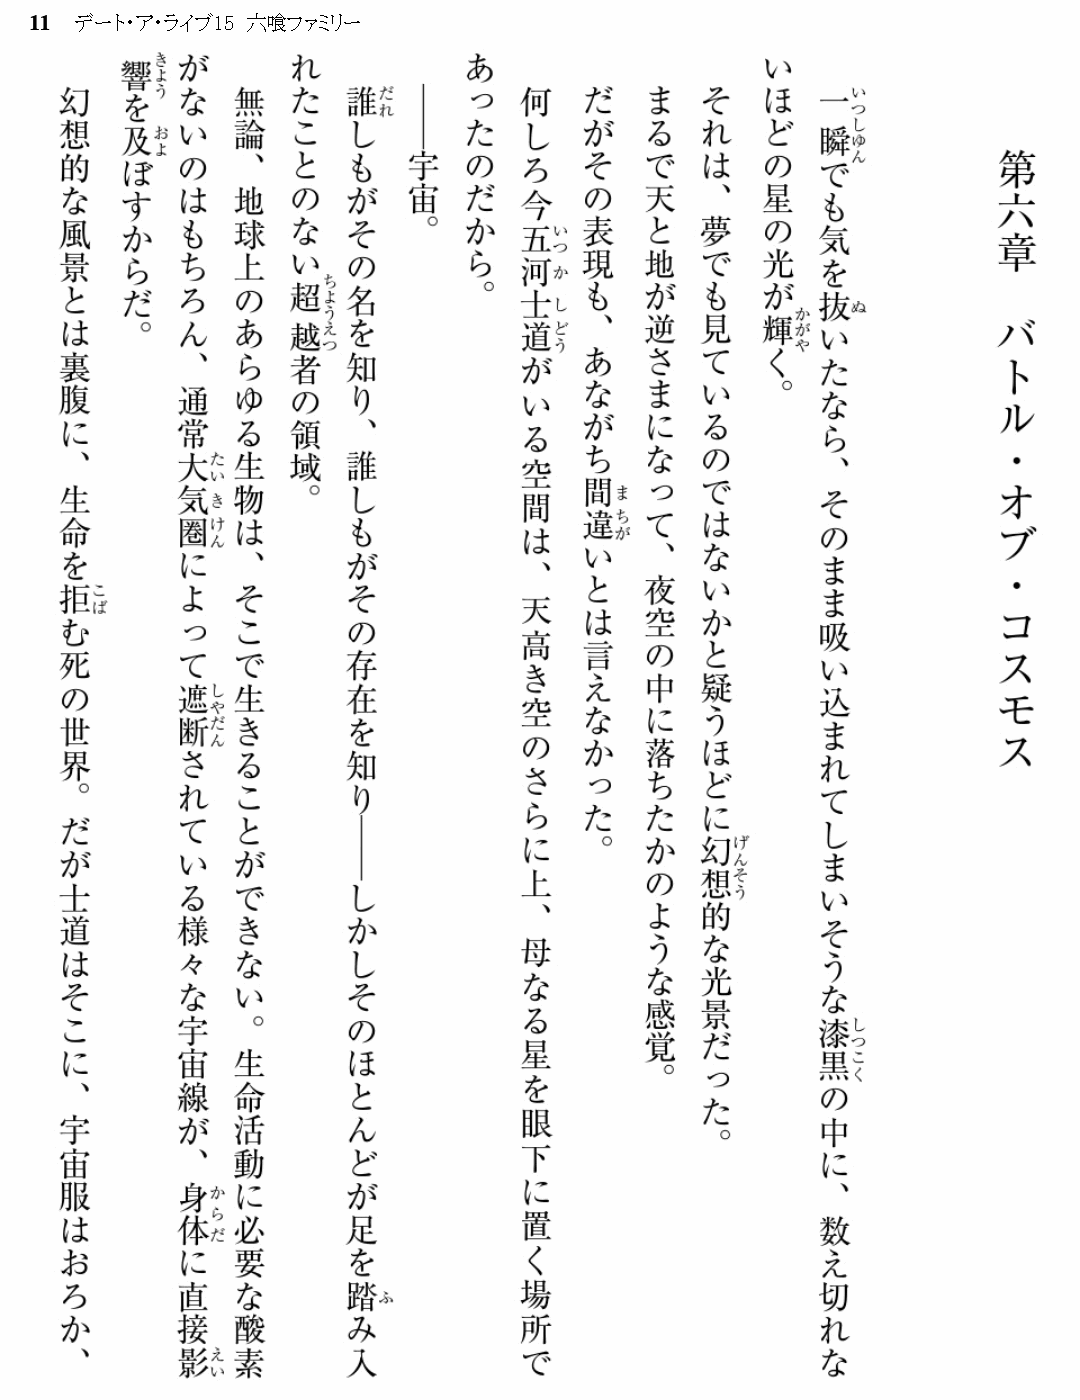 11 デート・ア・ライブ15 六喰ファミリー
第六章 バトル・オブ・コスモス
一瞬でも気を抜いたなら、そのまま吸い込まれてしまいそうな漆黒の中に、数え切れな
いほどの星の光が輝く。
それは、夢でも見ているのではないかと疑うほどに幻想的な光景だった。
まるで天と地が逆さまになって、夜空の中に落ちたかのような感覚。
だがその表現も、あながち間違いとは言えなかった。
何しろ今五河士道がいる空間は、天高き空のさらに上、母なる星を眼下に置く場所で
あったのだから。
――宇宙。
誰しもがその名を知り、誰しもがその存在を知り――しかしそのほとんどが足を踏み入
れたことのない超越者の領域。
無論、地球上のあらゆる生物は、そこで生きることができない。生命活動に必要な酸素
がないのはもちろん、通常大気圏によって遮断されている様々な宇宙線が、身体に直接影
響を及ぼすからだ。
幻想的な風景とは裏腹に、生命を拒む死の世界。だが士道はそこに、宇宙服はおろか、